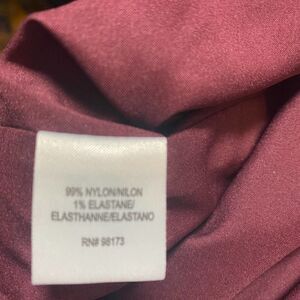 99% NYLON/NILON
1% ELASTANE/
ELASTHANNE/ELASTANO
RN# 98173